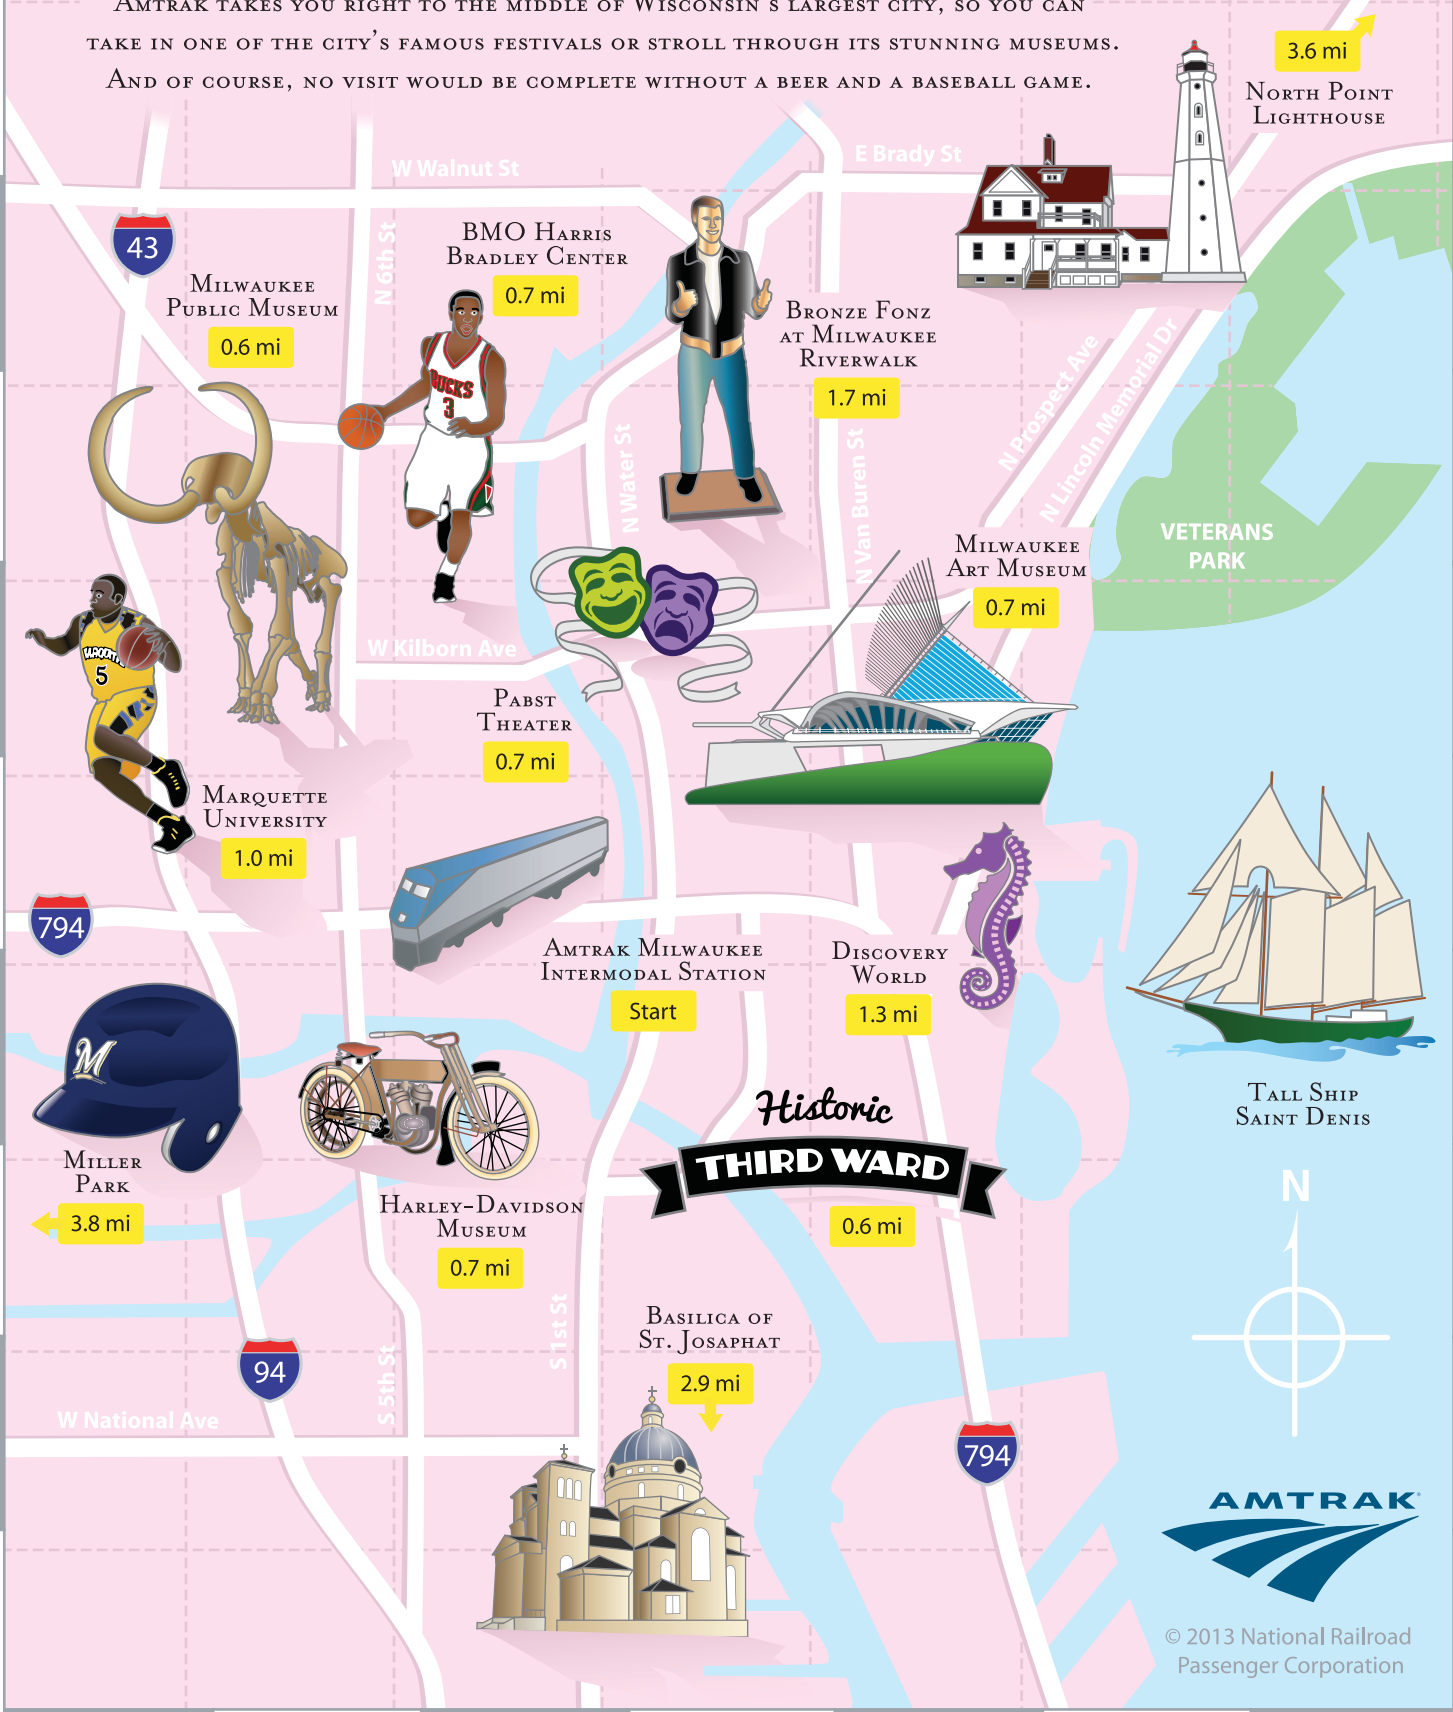 Amtrak takes you right to the middle of Wisconsin's largest city, so you can
take in one of the city's famous festivals or stroll through its stunning museums.
And of course, no visit would be complete without a beer and a baseball game.
3.6 mi
North Point
Lighthouse
W Walnut St
E Brady St
43
N 6th St
BMO Harris
Bradley Center
0.7 mi
Milwaukee
Public Museum
0.6 mi
Bronze Fonz
at Milwaukee
Riverwalk
1.7 mi
BUCKS
3
N Prospect Ave
N Lincoln Memorial Dr
N Water St
N Van Buren St
VETERANS
PARK
Milwaukee
Art Museum
0.7 mi
W Kilborn Ave
5
Pabst
Theater
0.7 mi
Marquette
University
1.0 mi
794
Amtrak Milwaukee
Intermodal Station
Start
Discovery
World
1.3 mi
M
Tall Ship
Saint Denis
Historic
THIRD WARD
0.6 mi
Miller
Park
3.8 mi
Harley-Davidson
Museum
0.7 mi
N
S 1st St
Basilica of
St. Josaphat
2.9 mi
94
S 5th St
W National Ave
794
AMTRAK
© 2013 National Railroad
Passenger Corporation